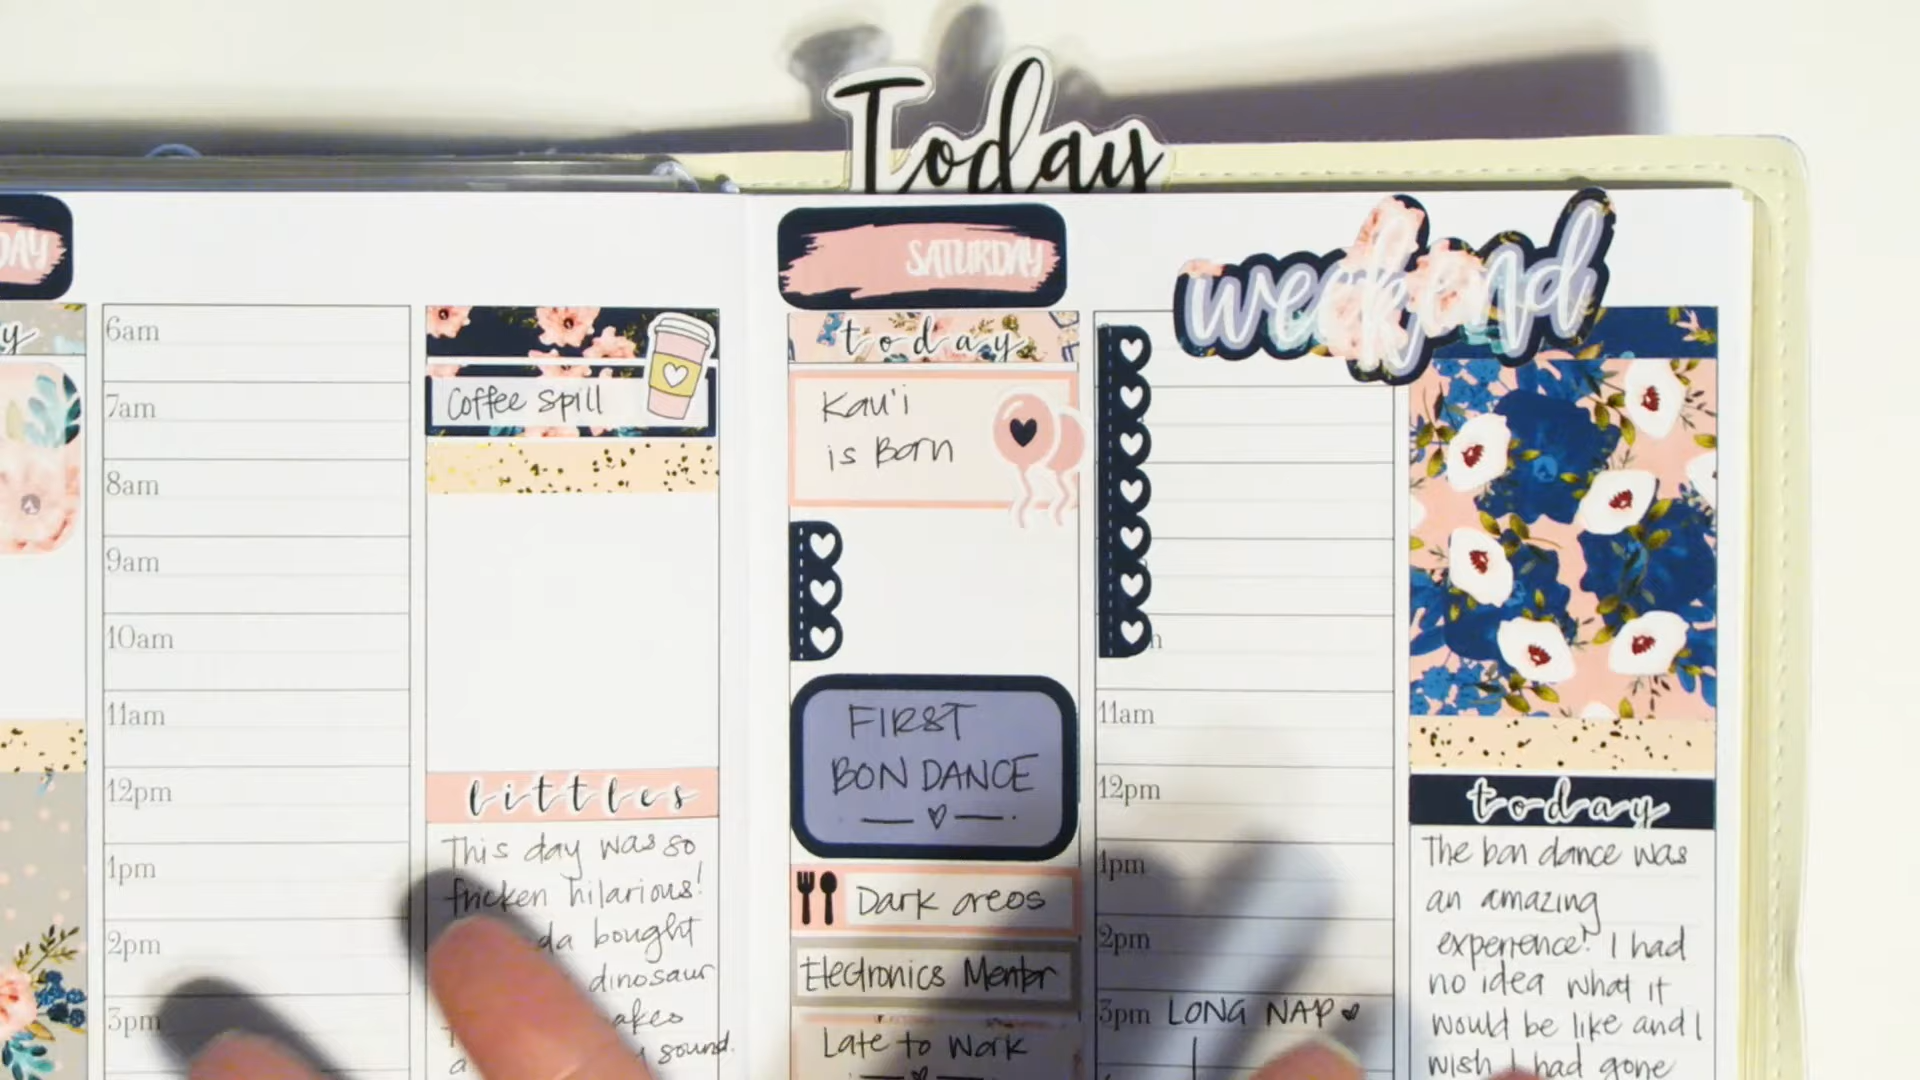 Today
DAY
SATURDAY
weekend
y
6am
7am
8am
9am
10am
11am
12pm
1pm
2pm
3pm
Coffee Spill
littles
This day was so
fricken hilarious!
bought
dinosaur
sound.
a
today
Kau'i
is Born
FIRST
BON DANCE
Dark oreos
Electronics Mentor
Late to work
11am
12pm
1pm
2pm
3pm LONG NAP
today
The bon dance was
an amazing
experience! I had
no idea what it
would be like and I
wish I had gone